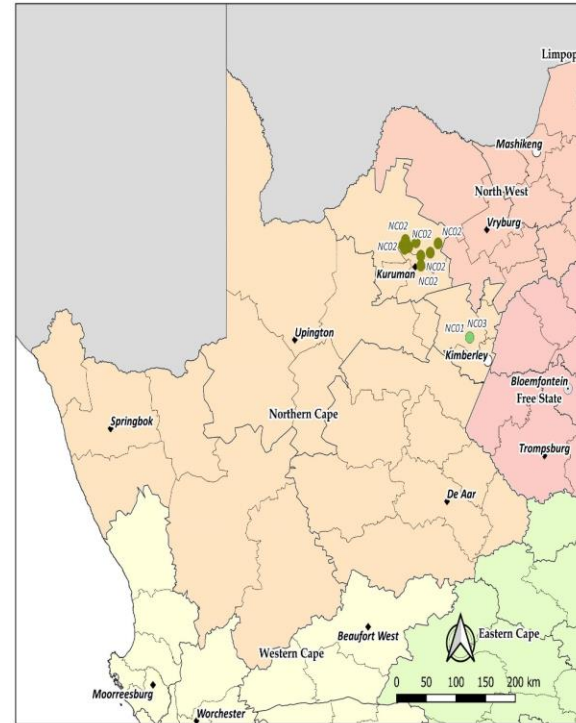 Limpop
Mashikeng
North West
Vryburg
NC02
NC02
NC02
NC02
NC02
NC02
Kuruman
NC01
NC03
Kimberley
Upington
Bloemfontein
Free State
Northern Cape
Springbok
Trompsburg
De Aar
Beaufort West
Eastern Cape
Western Cape
Moorreesburg
Worchester
0 50 100 150 200 km